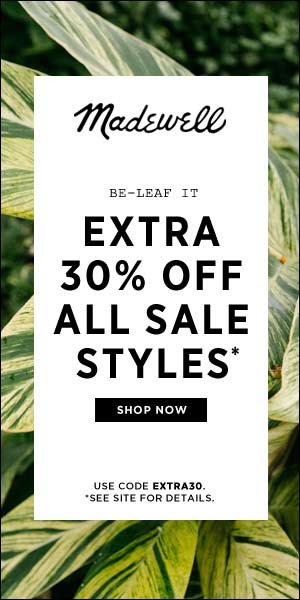 Madewell
BE-LEAF IT
EXTRA
30% OFF
ALL SALE
STYLES*
SHOP NOW
USE CODE EXTRA30.
*SEE SITE FOR DETAILS.